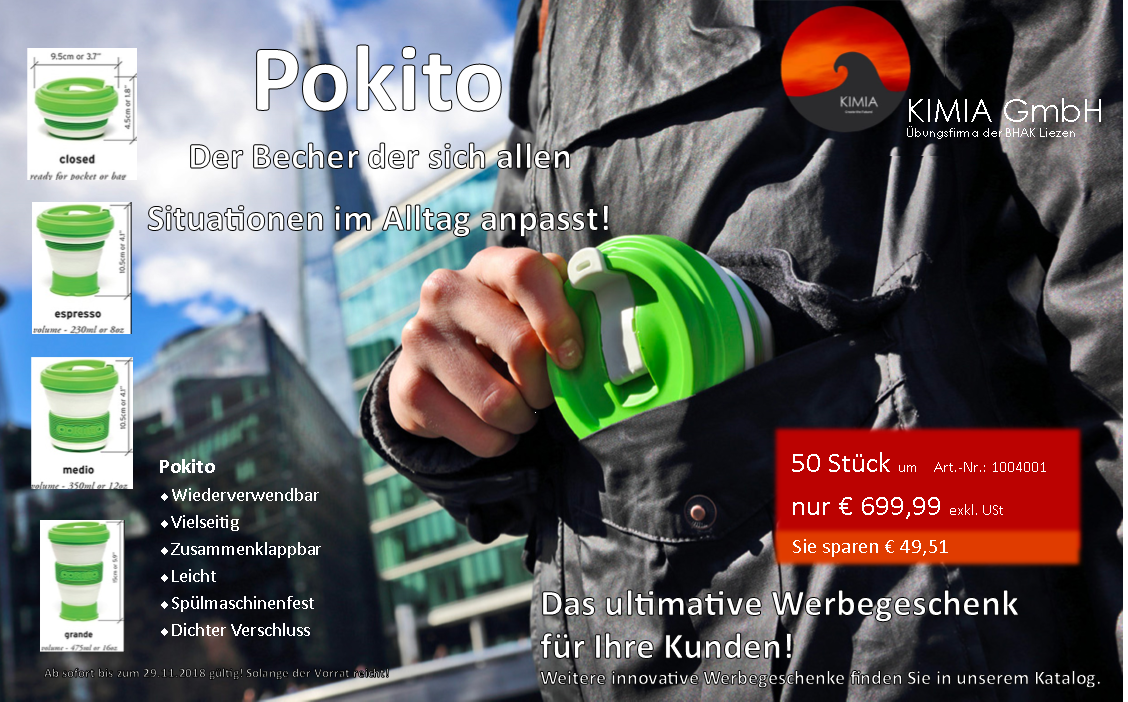 Pokito
Der Becher der sich allen
Situationen im Alltag anpasst!
KIMIA
KIMIA GmbH
Übungsfirma der BHAK Liezen
9.5cm or 3.7"
4.5cm or 1.8"
closed
ready for pocket or bag
10.5cm or 4.1"
espresso
volume - 230ml or 8oz
10.5cm or 4.1"
medio
volume - 350ml or 12oz
15cm or 5.9"
grande
volume - 475ml or 16oz
Pokito
⬥Wiederverwendbar
⬥Vielseitig
⬥Zusammenklappbar
⬥Leicht
⬥Spülmaschinenfest
⬥Dichter Verschluss
50 Stück um Art.-Nr.: 1004001
nur € 699,99 exkl. USt
Sie sparen € 49,51
Das ultimative Werbegeschenk
für Ihre Kunden!
Weitere innovative Werbegeschenke finden Sie in unserem Katalog.
Ab sofort bis zum 29.11.2018 gültig! Solange der Vorrat reicht!